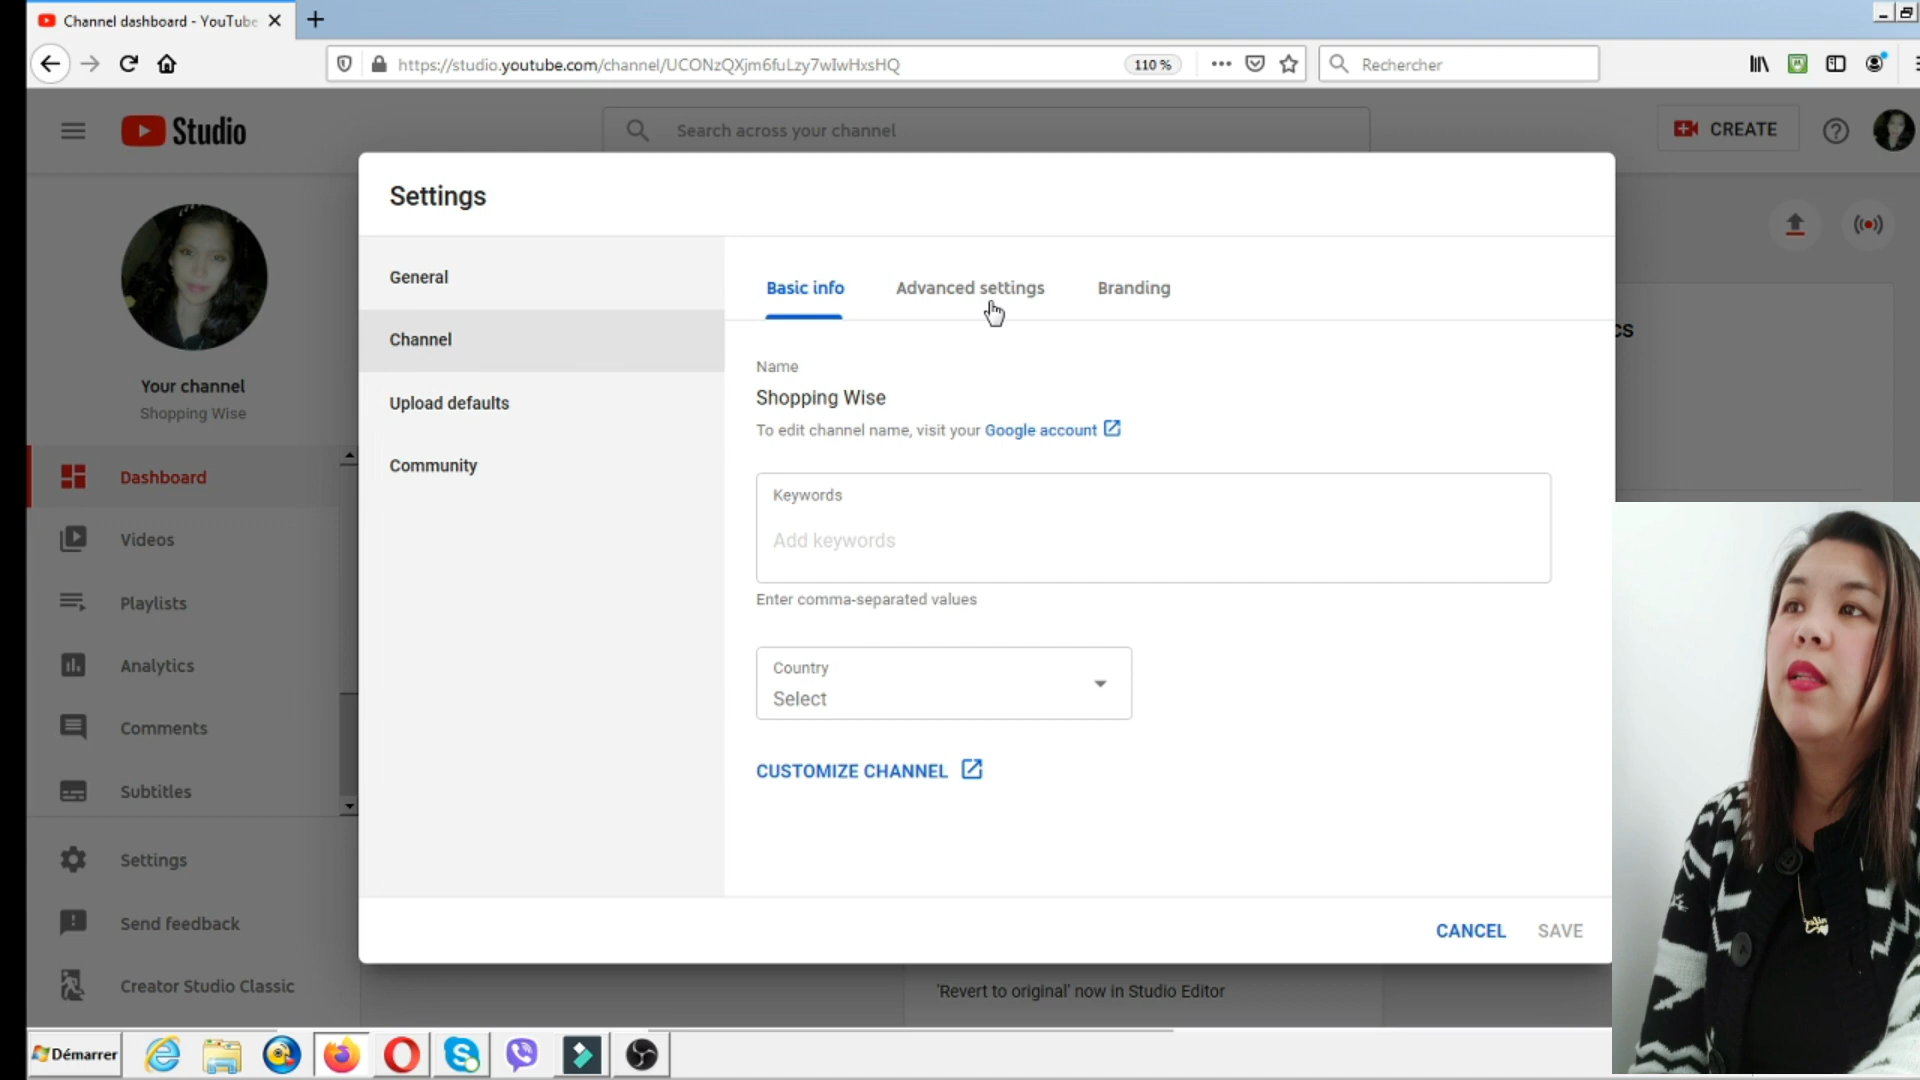 Channel dashboard - YouTube
https://studio.youtube.com/channel/UCONzQXjm6fuLzy7wIwHxsHQ
110 %
Rechercher
Studio
Search across your channel
CREATE
Settings
Your channel
Shopping Wise
Dashboard
Videos
Playlists
Analytics
Comments
Subtitles
Settings
Send feedback
Creator Studio Classic
General
Channel
Upload defaults
Community
Basic info
Advanced settings
Branding
Name
Shopping Wise
To edit channel name, visit your Google account
Keywords
Add keywords
Enter comma-separated values
Country
Select
CUSTOMIZE CHANNEL
CANCEL
SAVE
cs
'Revert to original' now in Studio Editor
Démarrer